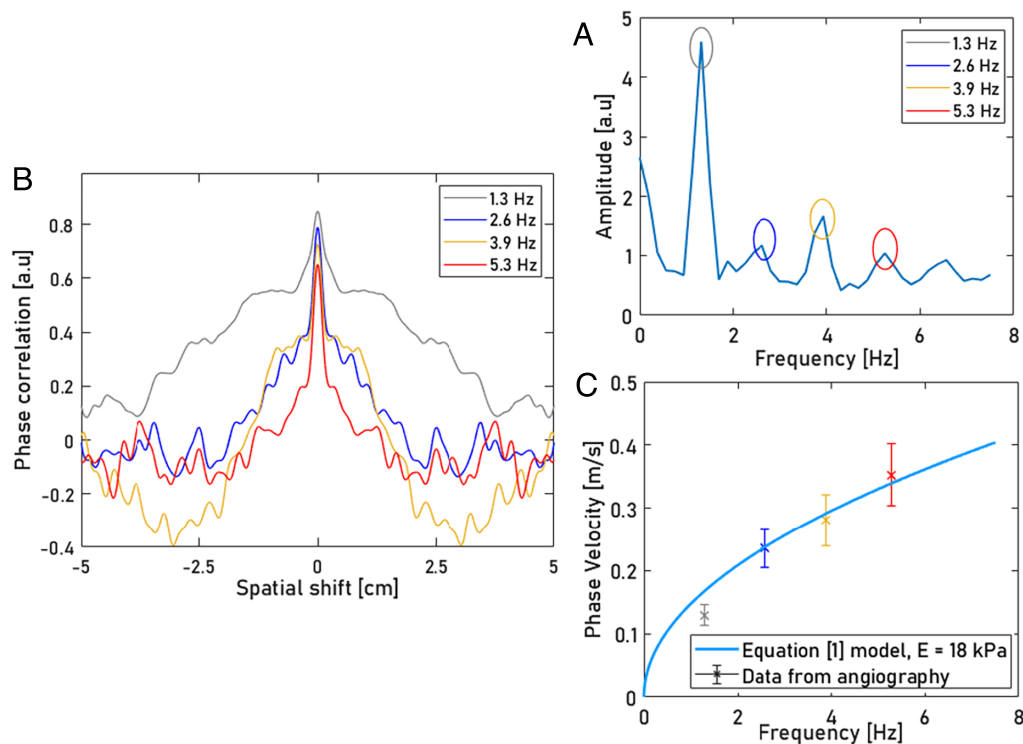 A
5
4
3
2
1
0
Amplitude [a.u]
1.3 Hz
2.6 Hz
3.9 Hz
5.3 Hz
0 2 4 6 8
Frequency [Hz]
B
0.8
0.6
0.4
0.2
0
-0.2
-0.4
Phase correlation [a.u]
1.3 Hz
2.6 Hz
3.9 Hz
5.3 Hz
-5 -2.5 0 2.5 5
Spatial shift [cm]
C
0.5
0.4
0.3
0.2
0.1
0
Phase Velocity [m/s]
Equation [1] model, E = 18 kPa
Data from angiography
0 2 4 6 8
Frequency [Hz]